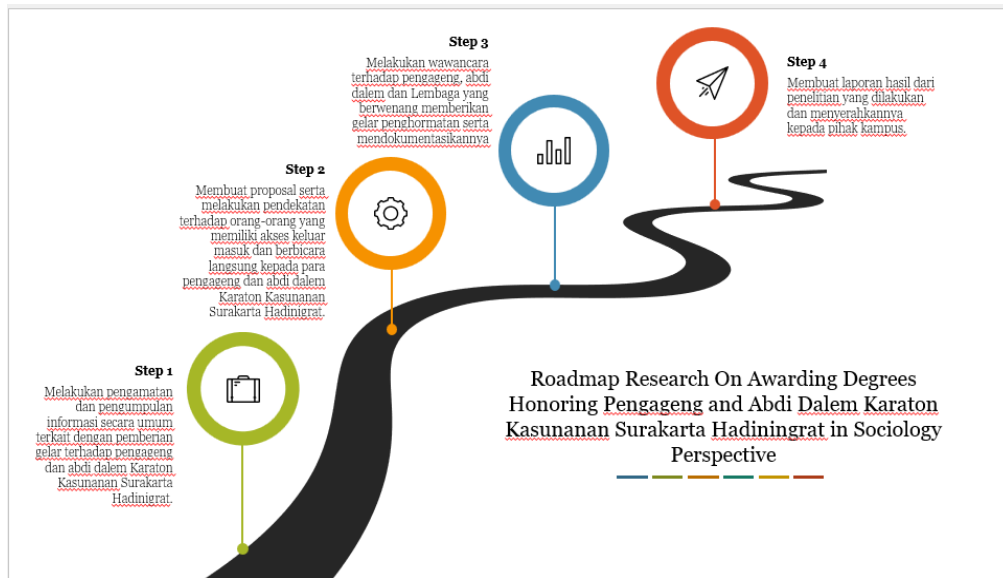 Step 3
Melakukan wawancara
terhadap pengageng, abdi
dalem dan Lembaga yang
berwenang memberikan
gelar penghormatan serta
mendokumentasikannya
Step 4
Membuat laporan hasil dari
penelitian yang dilakukan
dan menyerahkannya
kepada pihak kampus.
Step 2
Membuat proposal serta
melakukan pendekatan
terhadap orang-orang yang
memiliki akses keluar
masuk dan berbicara
langsung kepada para
pengageng dan abdi dalem
Karaton Kasunanan
Surakarta Hadinigrat.
Step 1
Melakukan pengamatan
dan pengumpulan
informasi secara umum
terkait dengan pemberian
gelar terhadap pengageng
dan abdi dalem Karaton
Kasunanan Surakarta
Hadinigrat.
Roadmap Research On Awarding Degrees
Honoring Pengageng and Abdi Dalem Karaton
Kasunanan Surakarta Hadiningrat in Sociology
Perspective